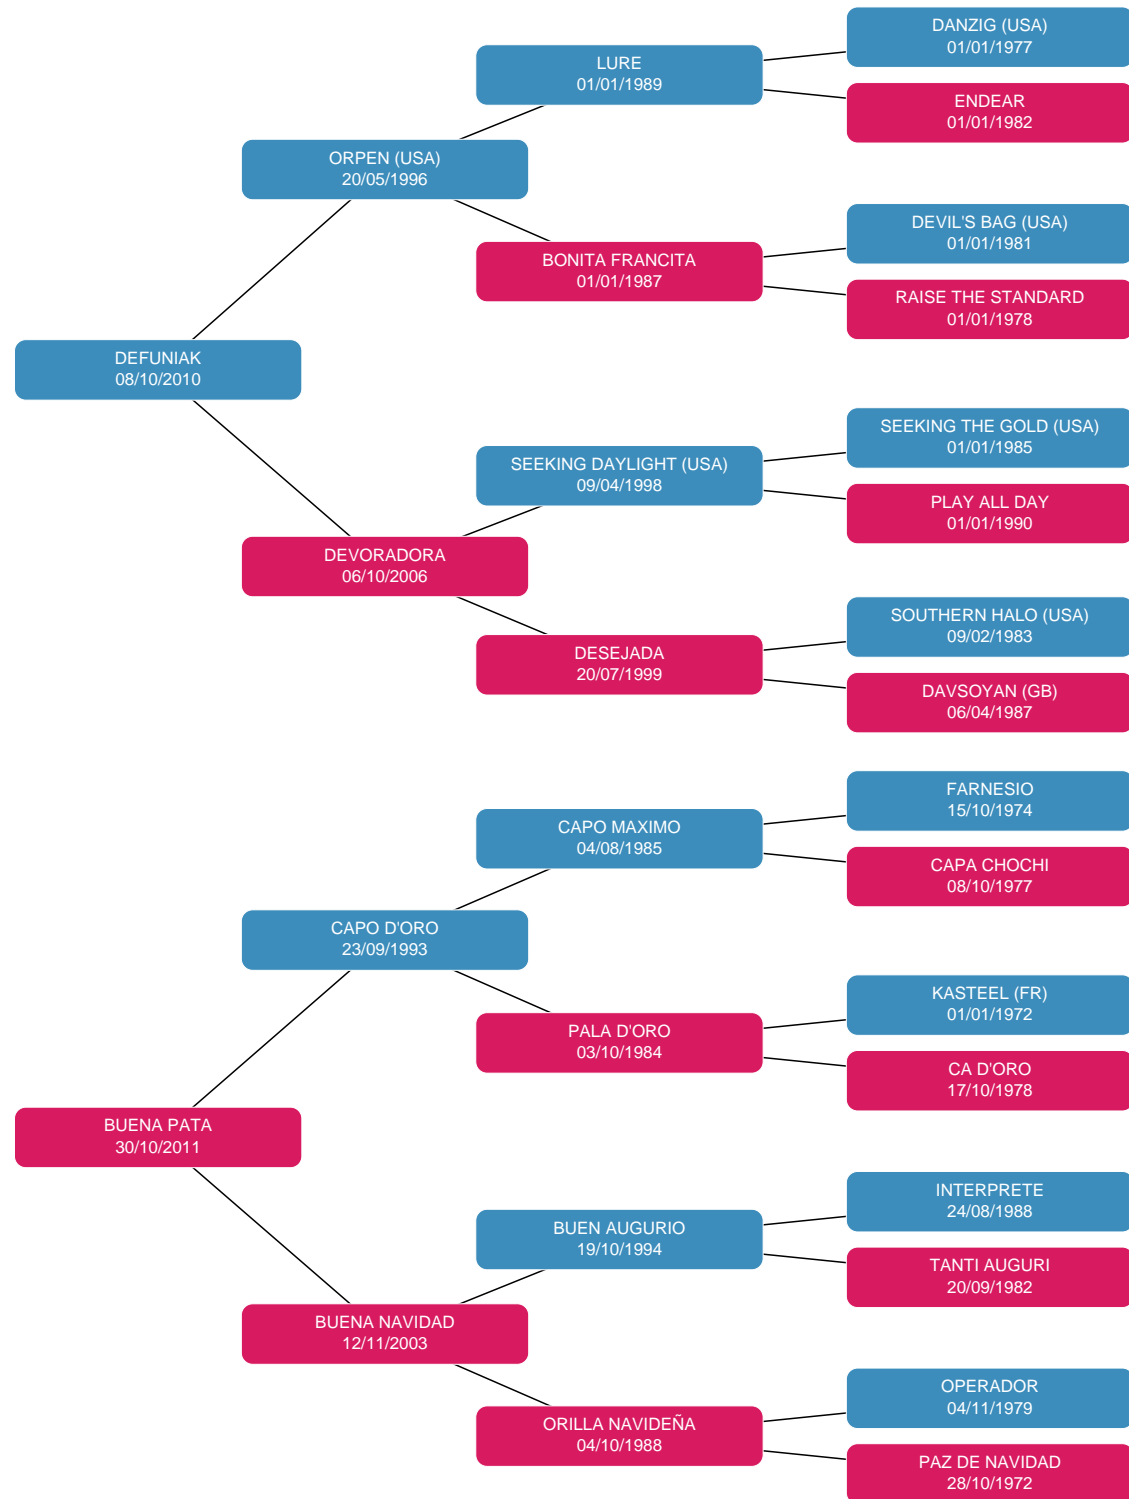 DANZIG (USA)
01/01/1977
LURE
01/01/1989
ENDEAR
01/01/1982
ORPEN (USA)
20/05/1996
DEVIL'S BAG (USA)
01/01/1981
BONITA FRANCITA
01/01/1987
RAISE THE STANDARD
01/01/1978
DEFUNIAK
08/10/2010
SEEKING THE GOLD (USA)
01/01/1985
SEEKING DAYLIGHT (USA)
09/04/1998
PLAY ALL DAY
01/01/1990
DEVORADORA
06/10/2006
SOUTHERN HALO (USA)
09/02/1983
DESEJADA
20/07/1999
DAVSOYAN (GB)
06/04/1987
FARNESIO
15/10/1974
CAPO MAXIMO
04/08/1985
CAPA CHOCHI
08/10/1977
CAPO D'ORO
23/09/1993
KASTEEL (FR)
01/01/1972
PALA D'ORO
03/10/1984
CA D'ORO
17/10/1978
BUENA PATA
30/10/2011
INTERPRETE
24/08/1988
BUEN AUGURIO
19/10/1994
TANTI AUGURI
20/09/1982
BUENA NAVIDAD
12/11/2003
OPERADOR
04/11/1979
ORILLA NAVIDEÑA
04/10/1988
PAZ DE NAVIDAD
28/10/1972